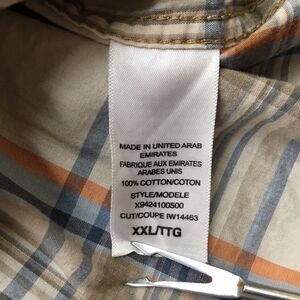 MADE IN UNITED ARAB
EMIRATES
FABRIQUE AUX EMIRATES
ARABES UNIS
100% COTTON/COTON
STYLE/MODELE
X9424100500
CUT/COUPE IW14463
XXL/TTG